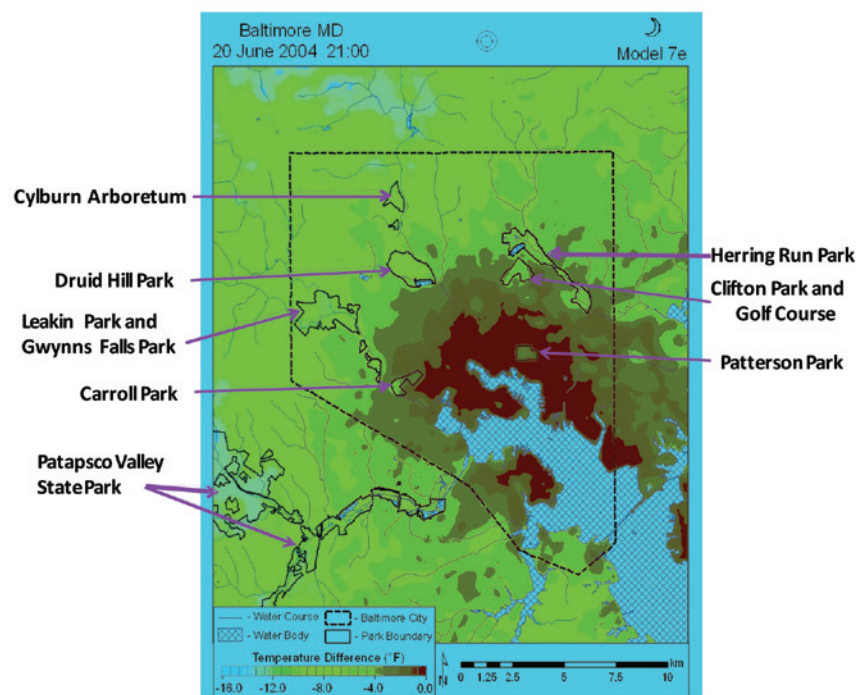 Baltimore MD
20 June 2004 21:00
Model 7e
Cylburn Arboretum
Druid Hill Park
Leakin Park and
Gwynns Falls Park
Carroll Park
Patapsco Valley
State Park
Herring Run Park
Clifton Park and
Golf Course
Patterson Park
- Water Course
- Baltimore City
- Water Body
- Park Boundary
Temperature Difference (°F)
-16.0 -12.0 -8.0 -4.0 0.0
N
km
0 1.25 2.5 5 7.5 10